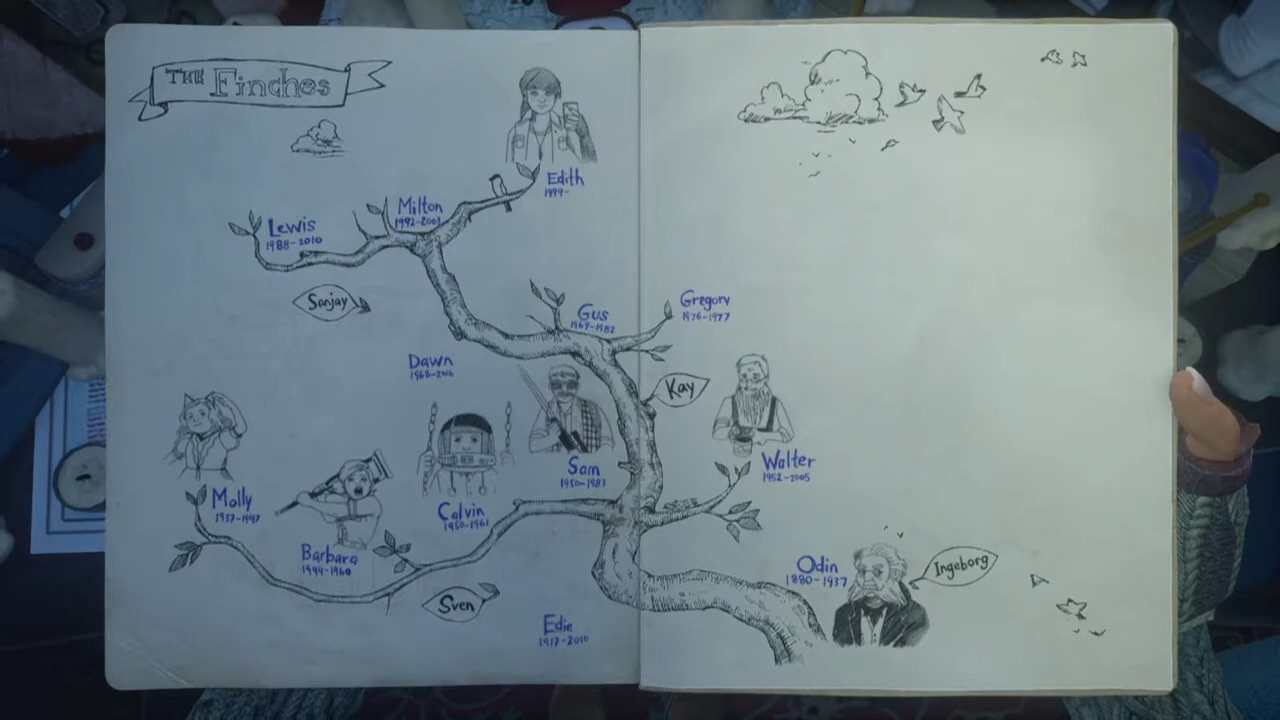 THE Finches
Edith
1999-
Milton
1992-2003
Lewis
1988-2010
Sanjay
Gus
1969-1982
Gregory
1976-1977
Dawn
1968-2016
Kay
Sam
1950-1983
Walter
1952-2005
Molly
1937-1947
Calvin
1950-1961
Barbara
1944-1960
Sven
Odin
1880-1937
Ingeborg
Edie
1917-2010